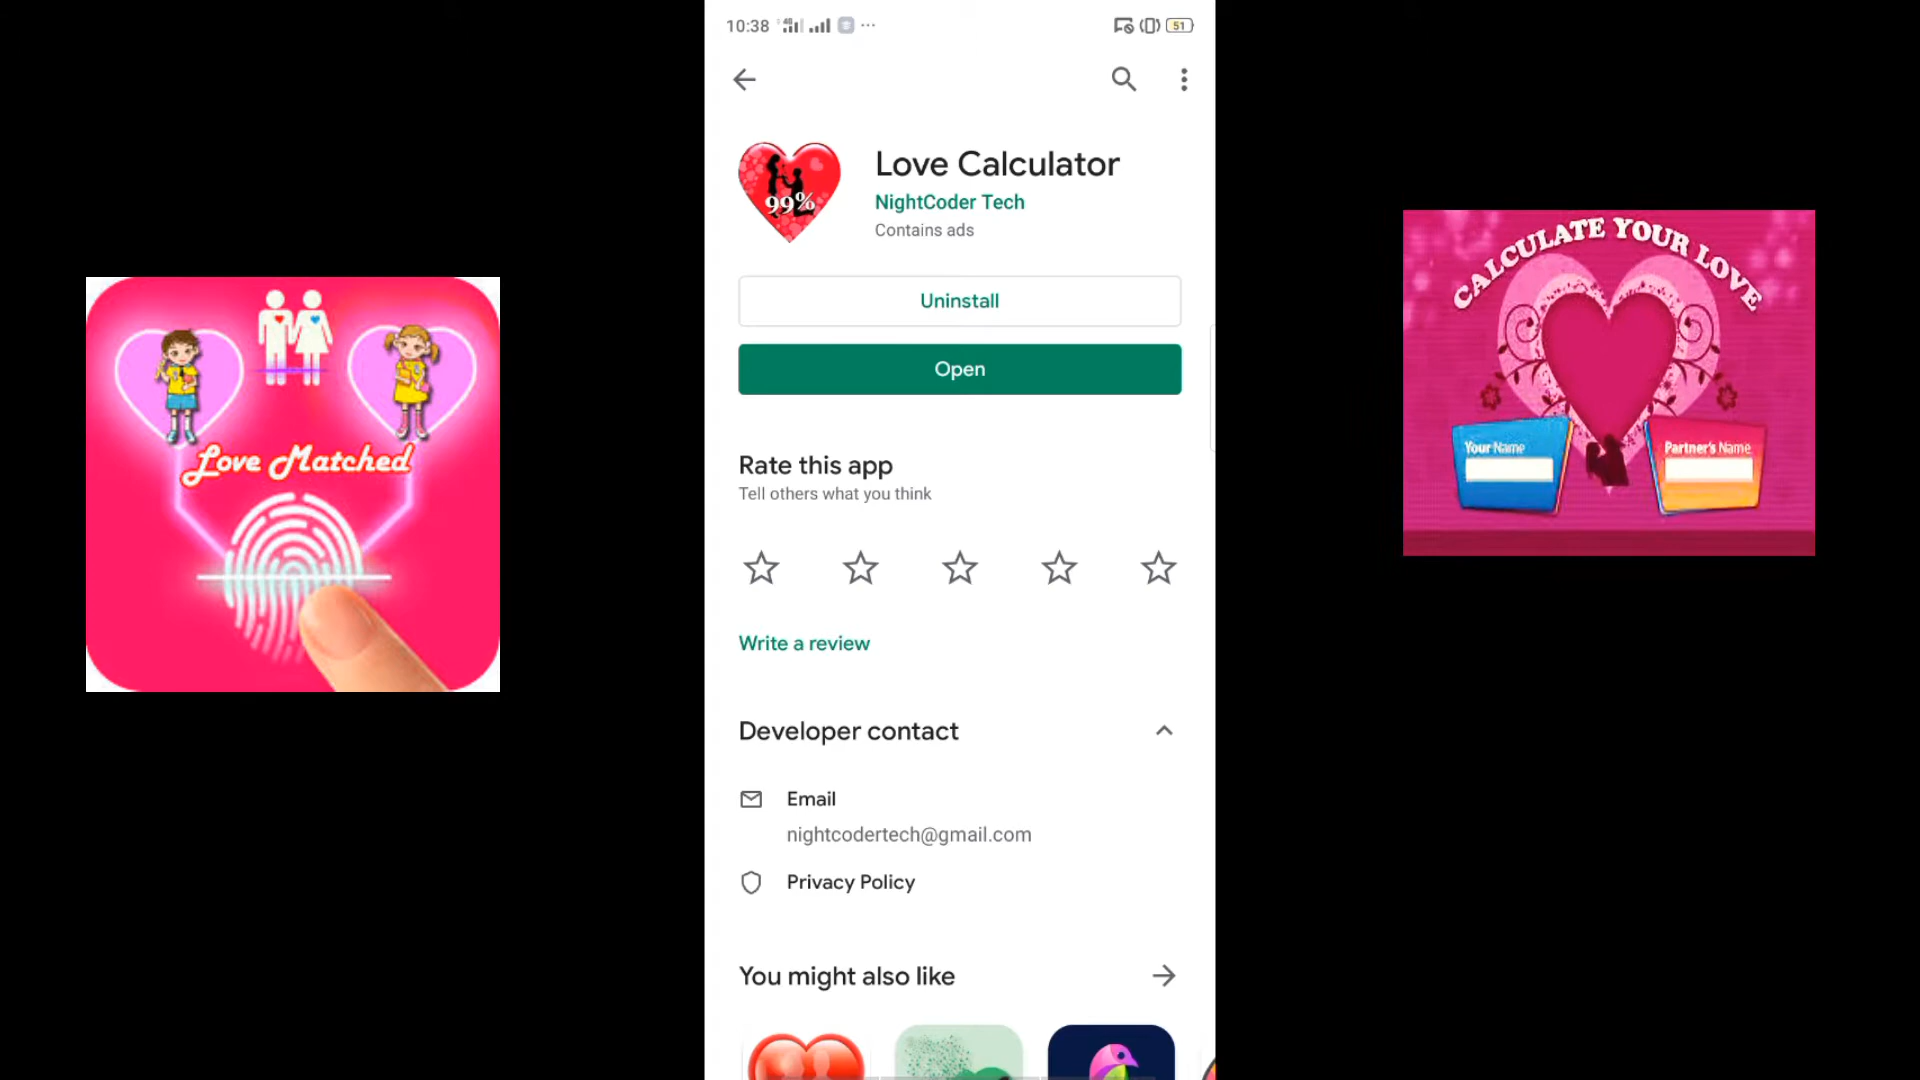 10:38
51
Love Calculator
99%
NightCoder Tech
Contains ads
Uninstall
Open
Rate this app
Tell others what you think
Write a review
Developer contact
Email
nightcodertech@gmail.com
Privacy Policy
You might also like
Love Matched
CALCULATE YOUR LOVE
Your Name
Partner's Name